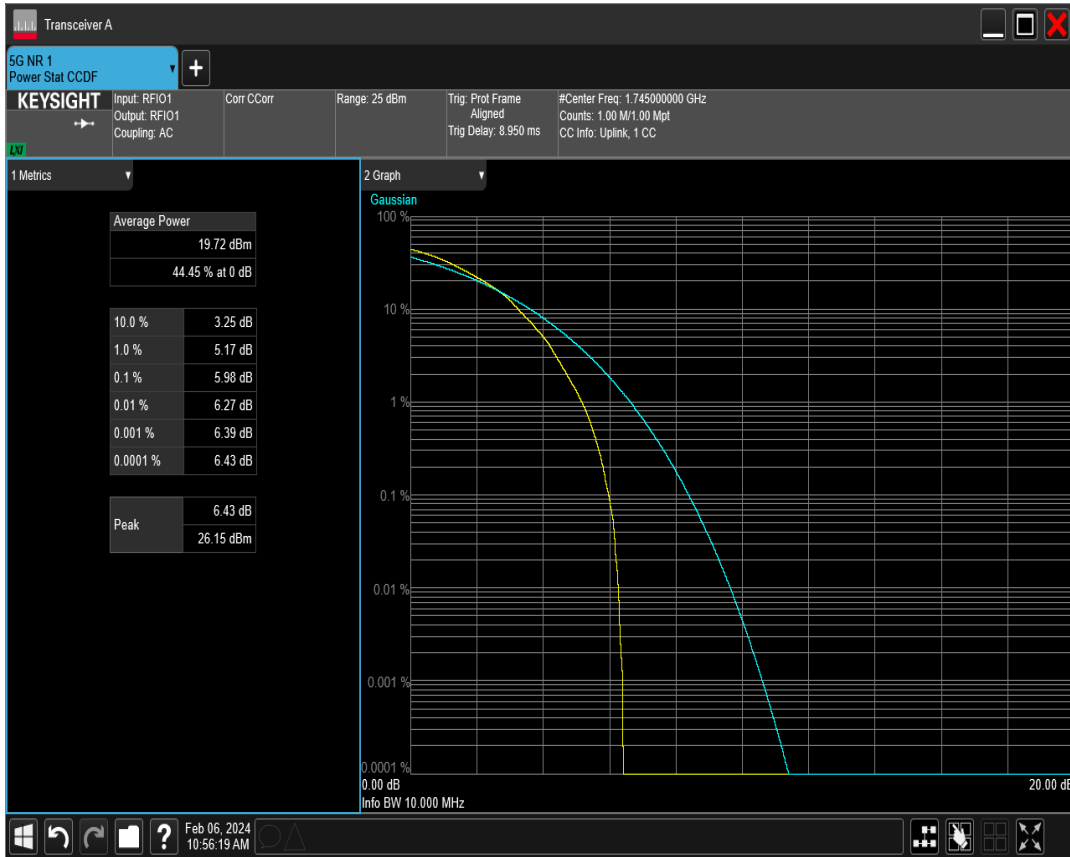 Transceiver A
5G NR 1
Power Stat CCDF
+
KEYSIGHT
LXI
Input: RFIO1
Output: RFIO1
Coupling: AC
Corr CCorr
Range: 25 dBm
Trig: Prot Frame
Aligned
Trig Delay: 8.950 ms
#Center Freq: 1.745000000 GHz
Counts: 1.00 M/1.00 Mpt
CC Info: Uplink, 1 CC
1 Metrics
Average Power
19.72 dBm
44.45 % at 0 dB
10.0 % 3.25 dB
1.0 % 5.17 dB
0.1 % 5.98 dB
0.01 % 6.27 dB
0.001 % 6.39 dB
0.0001 % 6.43 dB
Peak
6.43 dB
26.15 dBm
2 Graph
Gaussian
100 %
10 %
1 %
0.1 %
0.01 %
0.001 %
0.0001 %
0.00 dB 20.00 dB
Info BW 10.000 MHz
?
Feb 06, 2024
10:56:19 AM